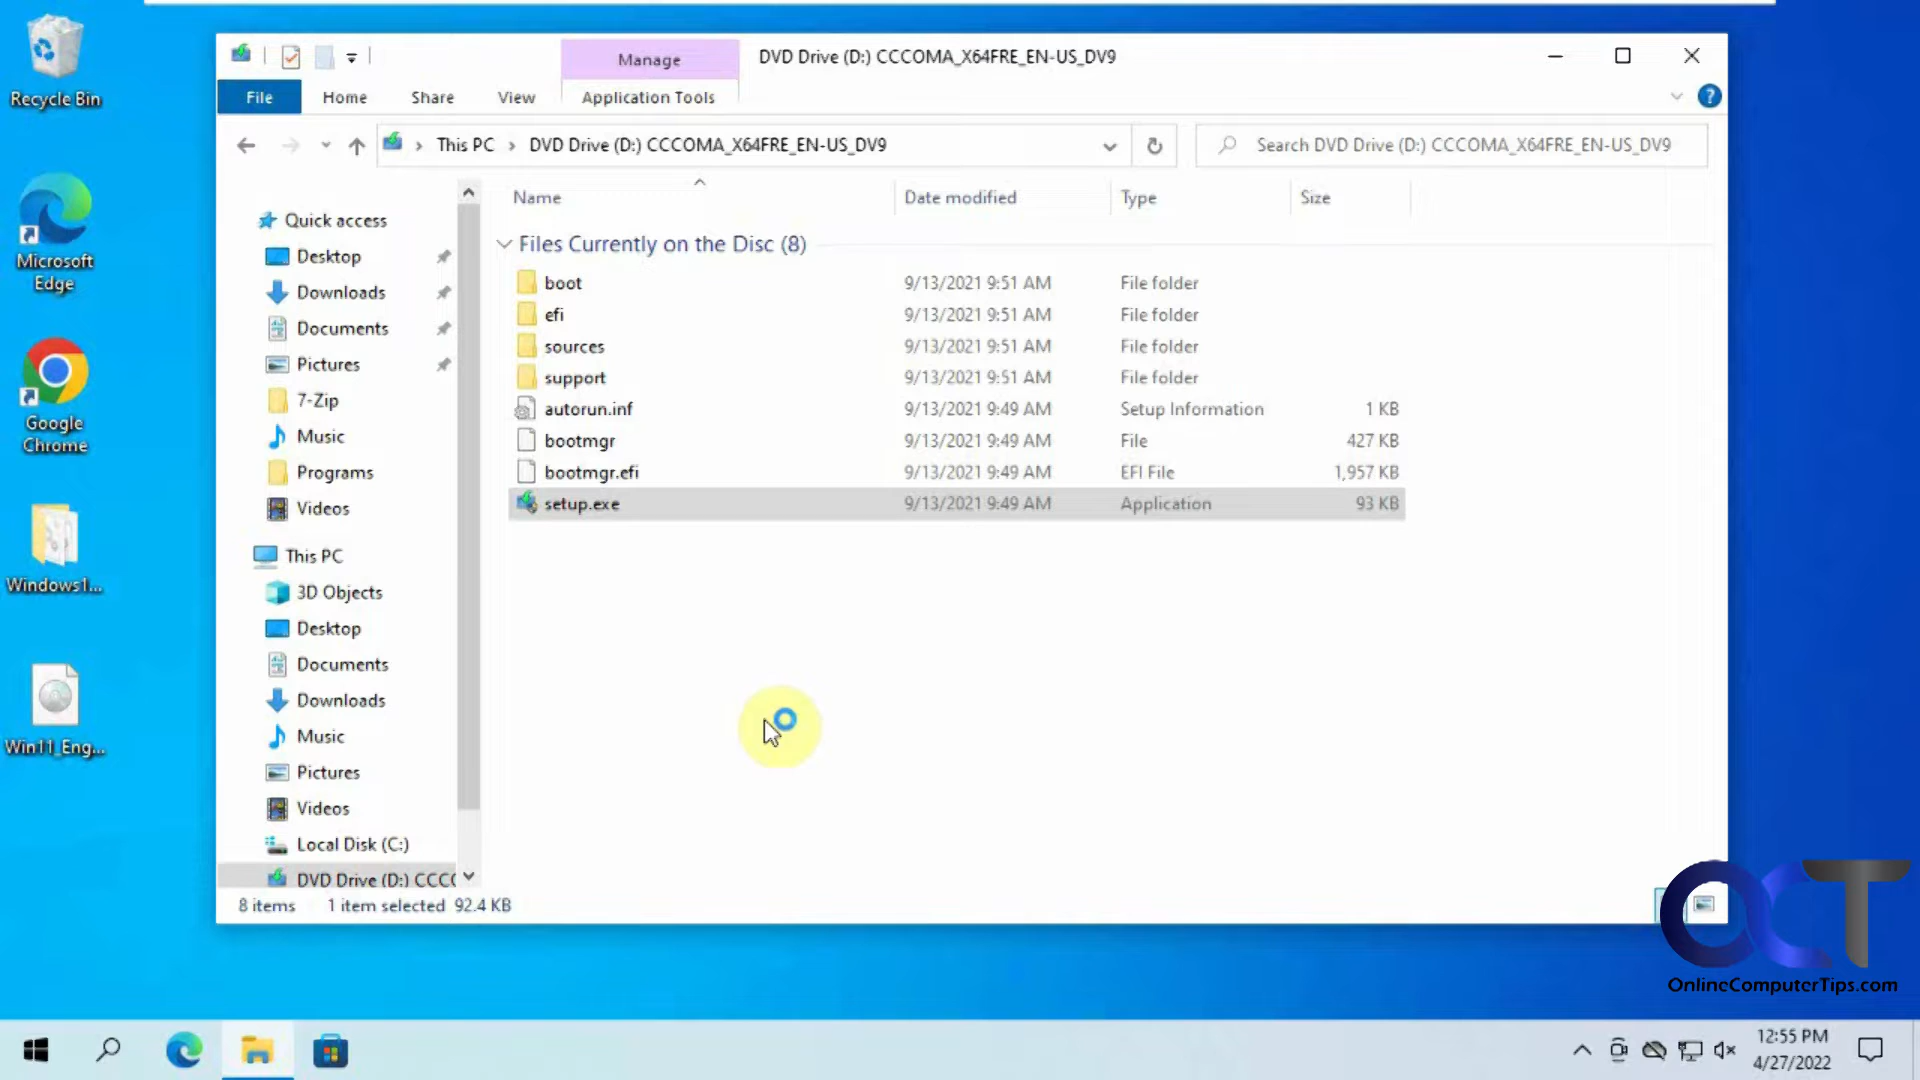 Recycle Bin
Microsoft
Edge
Google
Chrome
Windows1...
Win11_Eng...
Manage
DVD Drive (D:) CCCOMA_X64FRE_EN-US_DV9
File
Home
Share
View
Application Tools
?
This PC > DVD Drive (D:) CCCOMA_X64FRE_EN-US_DV9
Search DVD Drive (D:) CCCOMA_X64FRE_EN-US_DV9
Quick access
Desktop
Downloads
Documents
Pictures
7-Zip
Music
Programs
Videos
This PC
3D Objects
Desktop
Documents
Downloads
Music
Pictures
Videos
Local Disk (C:)
DVD Drive (D:) CCC
Name Date modified Type Size
Files Currently on the Disc (8)
boot 9/13/2021 9:51 AM File folder
efi 9/13/2021 9:51 AM File folder
sources 9/13/2021 9:51 AM File folder
support 9/13/2021 9:51 AM File folder
autorun.inf 9/13/2021 9:49 AM Setup Information 1 KB
bootmgr 9/13/2021 9:49 AM File 427 KB
bootmgr.efi 9/13/2021 9:49 AM EFI File 1,957 KB
setup.exe 9/13/2021 9:49 AM Application 93 KB
8 items 1 item selected 92.4 KB
OCT
OnlineComputerTips.com
12:55 PM
4/27/2022